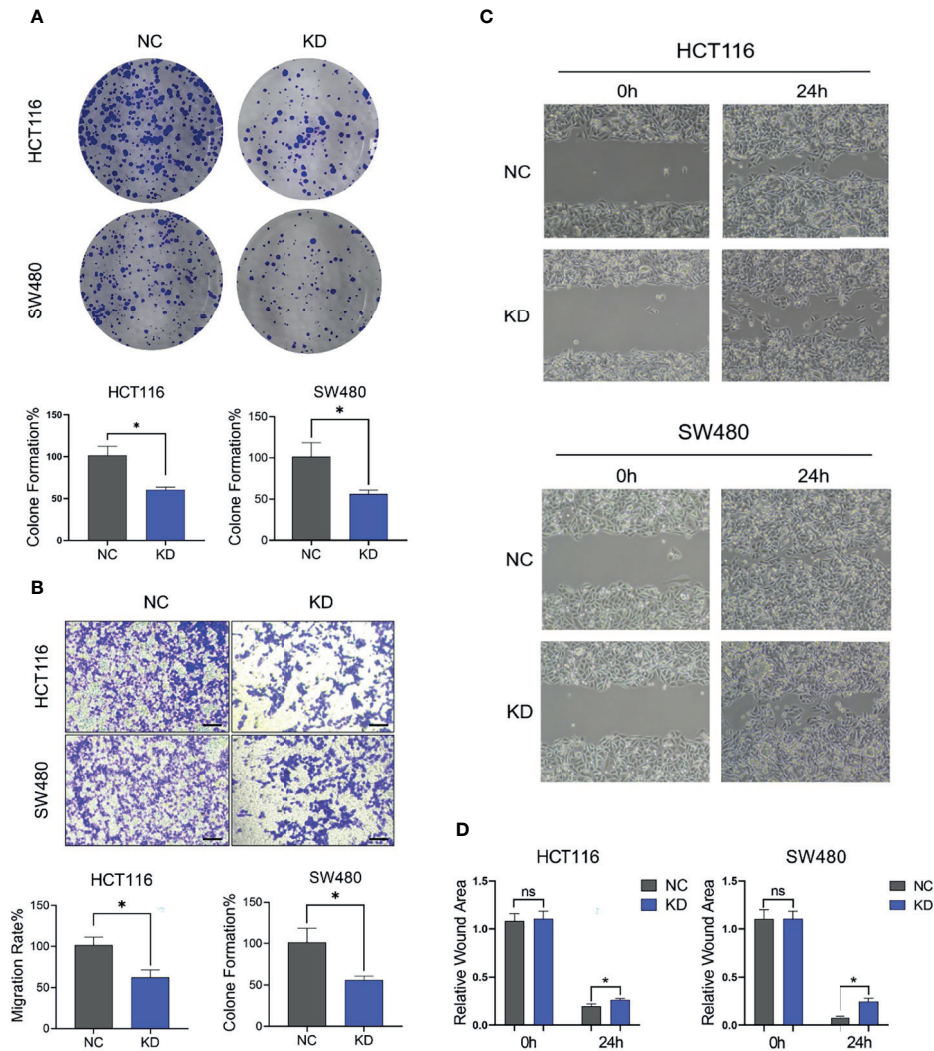 A
NC KD
HCT116
SW480
HCT116
Colone Formation%
150
100
50
0
*
NC KD
SW480
Colone Formation%
150
100
50
0
*
NC KD
B
NC KD
HCT116
SW480
HCT116
Migration Rate%
150
100
50
0
*
NC KD
SW480
Colone Formation%
150
100
50
0
*
NC KD
C
HCT116
0h 24h
NC
KD
SW480
0h 24h
NC
KD
D
HCT116
Relative Wound Area
1.5
1.0
0.5
0.0
ns
*
0h 24h
NC
KD
SW480
Relative Wound Area
1.5
1.0
0.5
0.0
ns
*
0h 24h
NC
KD